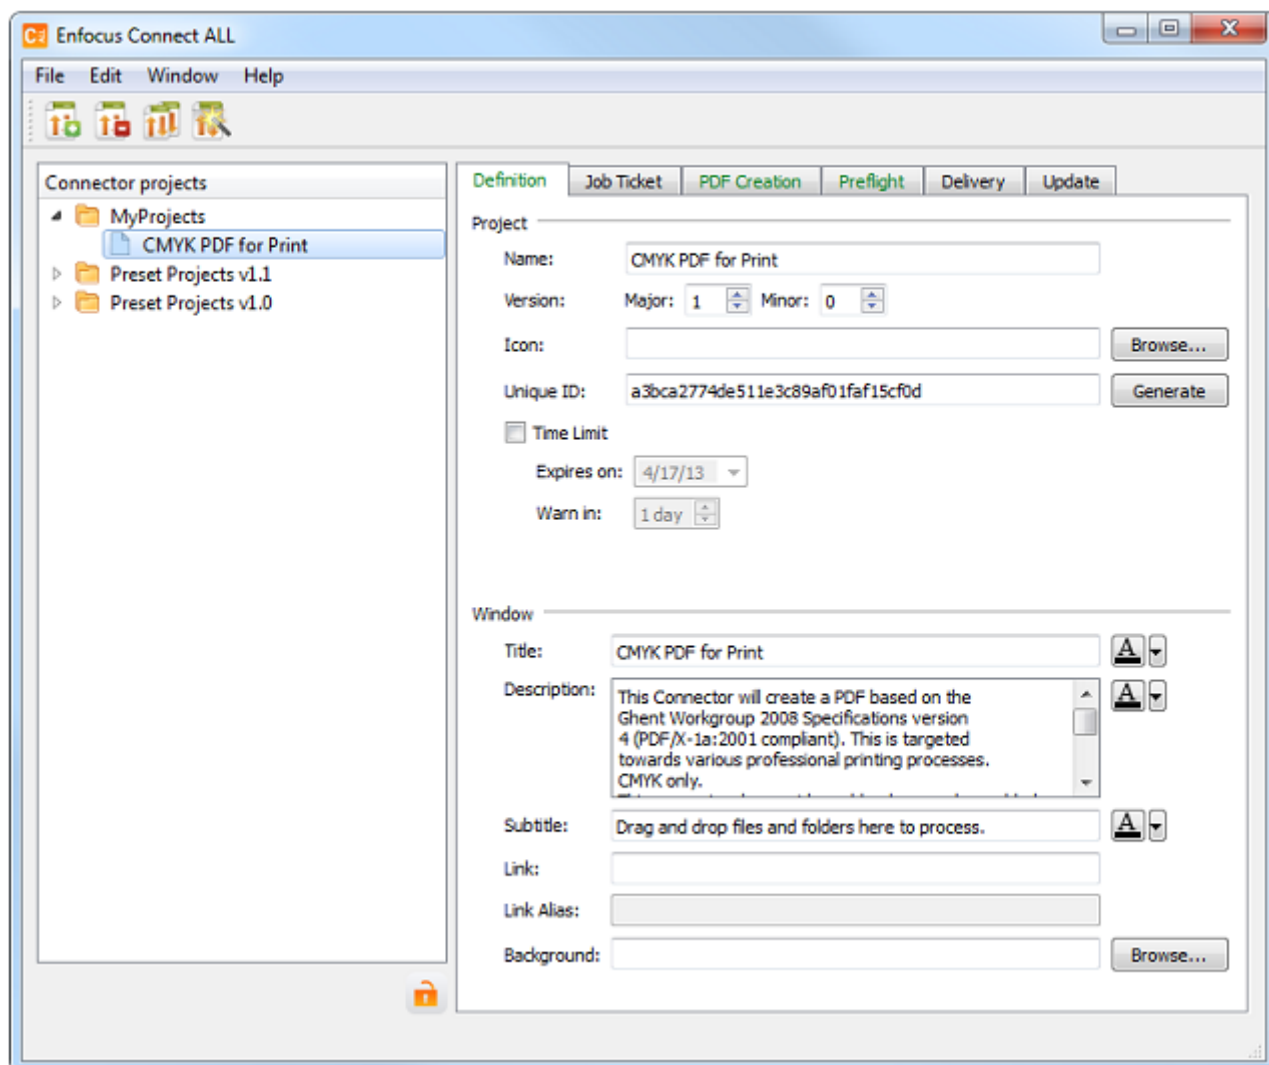 Enfocus Connect ALL
File Edit Window Help
Connector projects
MyProjects
CMYK PDF for Print
Preset Projects v1.1
Preset Projects v1.0
Definition Job Ticket PDF Creation Preflight Delivery Update
Project
Name: CMYK PDF for Print
Version: Major: 1 Minor: 0
Icon: Browse...
Unique ID: a3bca2774de511e3c89af01faf15cf0d Generate
Time Limit
Expires on: 4/17/13
Warn in: 1 day
Window
Title: CMYK PDF for Print A
Description: This Connector will create a PDF based on the A
Ghent Workgroup 2008 Specifications version
4 (PDF/X-1a:2001 compliant). This is targeted
towards various professional printing processes.
CMYK only.
Subtitle: Drag and drop files and folders here to process. A
Link:
Link Alias:
Background: Browse...